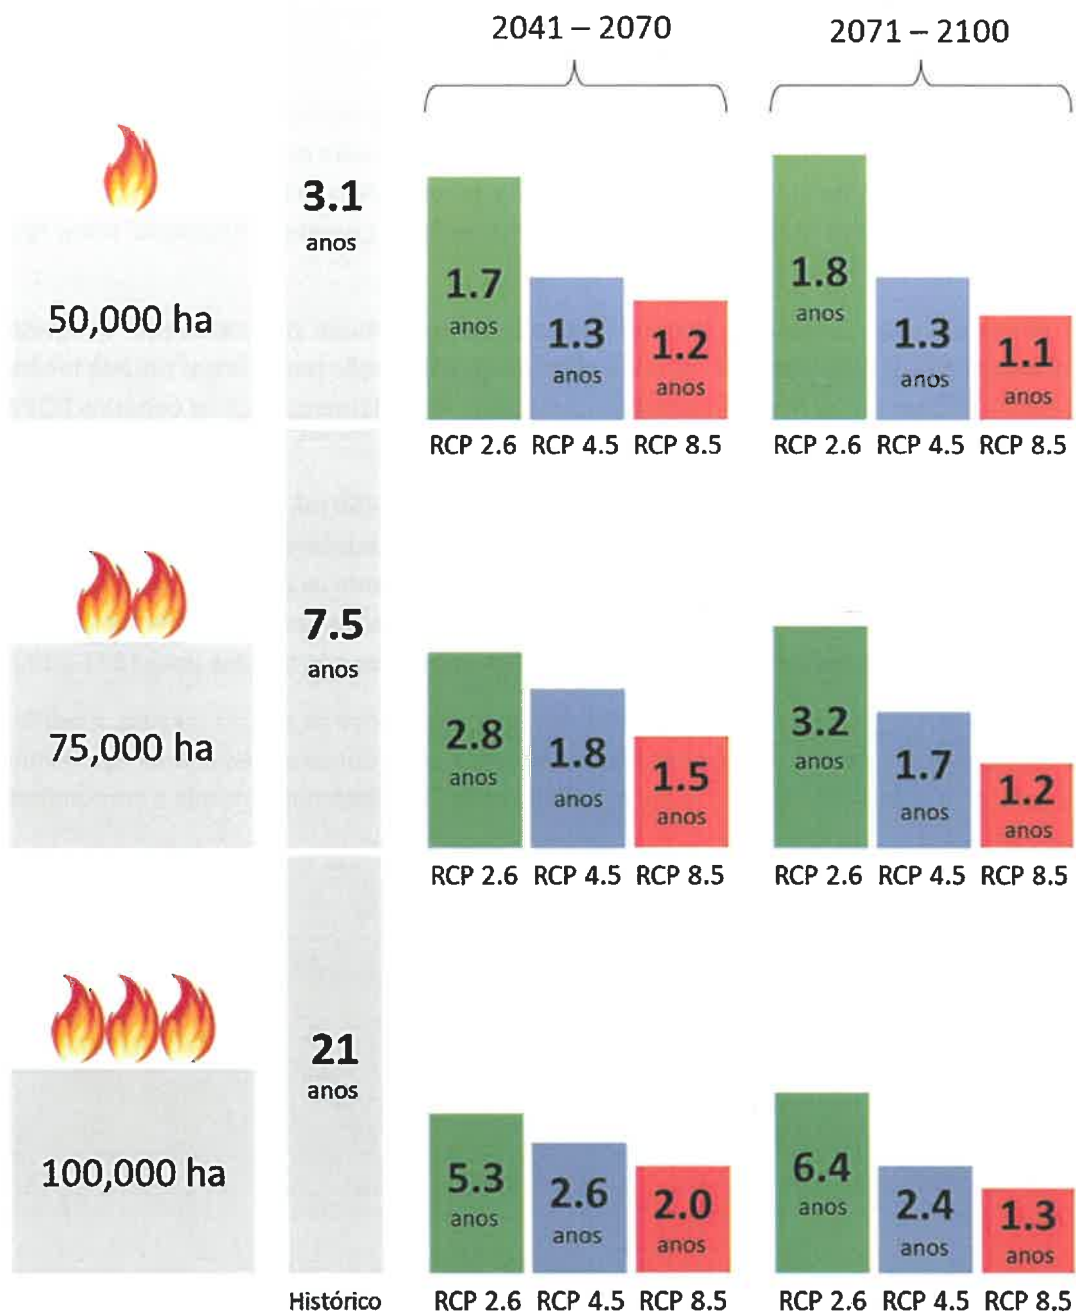 2041 – 2070
2071 – 2100
50,000 ha
3.1
anos
1.7
anos
1.3
anos
1.2
anos
1.8
anos
1.3
anos
1.1
anos
RCP 2.6 RCP 4.5 RCP 8.5
RCP 2.6 RCP 4.5 RCP 8.5
75,000 ha
7.5
anos
2.8
anos
1.8
anos
1.5
anos
3.2
anos
1.7
anos
1.2
anos
RCP 2.6 RCP 4.5 RCP 8.5
RCP 2.6 RCP 4.5 RCP 8.5
100,000 ha
21
anos
5.3
anos
2.6
anos
2.0
anos
6.4
anos
2.4
anos
1.3
anos
Histórico
RCP 2.6 RCP 4.5 RCP 8.5
RCP 2.6 RCP 4.5 RCP 8.5